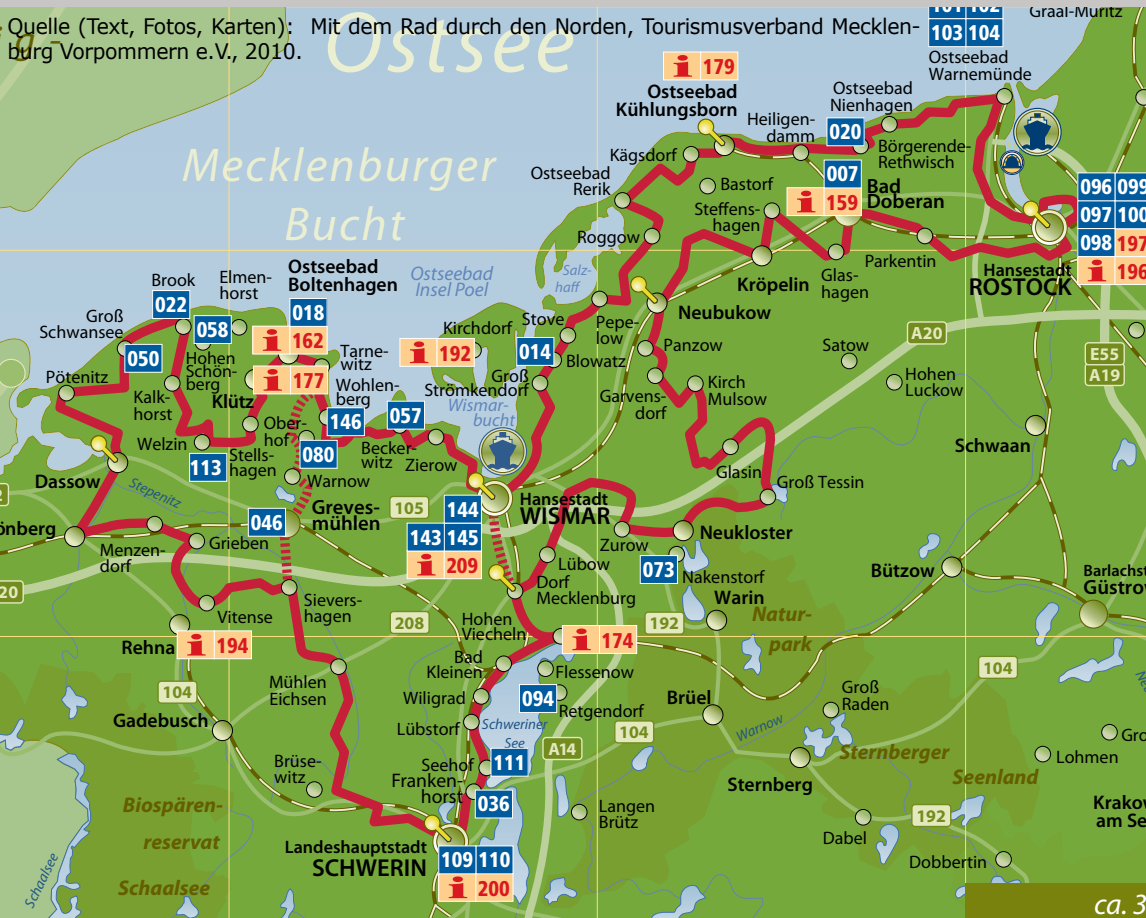 Quelle (Text, Fotos, Karten): Mit dem Rad durch den Norden, Tourismusverband Mecklen-
burg Vorpommern e.V., 2010.
Ostsee
103 104
Graal-Müritz
Ostseebad
Warnemünde
179
Ostseebad
Kühlungsborn
Ostseebad
Nienhagen
Heiligen-
damm
020
Börgerende-
Rethwisch
Mecklenburger
Bucht
Kägsdorf
Ostseebad
Rerik
Bastorf
007
159
Bad
Doberan
Steffens-
hagen
096 099
097 100
098 197
196
Roggow
Parkentin
Glas-
hagen
Kröpelin
Hansestadt
ROSTOCK
Salz-
haff
Ostseebad
Insel Poel
Ostseebad
Boltenhagen
Elmen-
horst
Brook
022
018
058
162
Groß
Schwansee
050
Hohen
Schön-
berg
Tarne-
witz
177
Kirchdorf
192
Stove
014
Pepe-
low
Blowatz
Neubukow
Panzow
Satow
A20
E55
A19
Pötenitz
Kalk-
horst
Klütz
Wohlen-
berg
Groß
Strömkendorf
Wismar-
bucht
Garvens-
dorf
Kirch
Mulsow
Hohen
Luckow
Welzin
113
Stells-
hagen
Ober-
hof
146
057
080
Becker-
witz
Zierow
Schwaan
Dassow
Stepenitz
Warnow
Glasin
Groß Tessin
Greves-
mühlen
046
105
144
143 145
209
Hansestadt
WISMAR
Zurow
Neukloster
Menzen-
dorf
Grieben
Lübow
073
Nakenstorf
Bützow
Dorf
Mecklenburg
Warin
Vitense
Sievers-
hagen
208
Hohen
Viecheln
192
Natur-
park
Rehna
194
174
Bad
Kleinen
Flessenow
104
104
Mühlen
Eichsen
Wiligrad
094
Retgendorf
Brüel
Groß
Raden
Gadebusch
Lübstorf
Schweriner
See
A14
104
Warnow
Sternberger
Seenland
Lohmen
Brüse-
witz
Seehof
111
Franken-
horst
036
Sternberg
Biospären-
reservat
Schaalsee
Schaalsee
Langen
Brütz
192
Dabel
Dobbertin
Landeshauptstadt
SCHWERIN
109 110
200